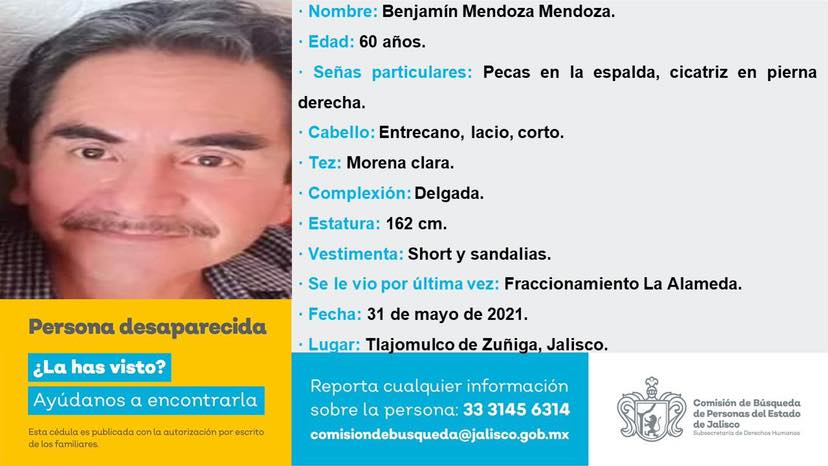 · Nombre: Benjamín Mendoza Mendoza.
· Edad: 60 años.
· Señas particulares: Pecas en la espalda, cicatriz en pierna
derecha.
· Cabello: Entrecano, lacio, corto.
· Tez: Morena clara.
· Complexión: Delgada.
· Estatura: 162 cm.
· Vestimenta: Short y sandalias.
· Se le vio por última vez: Fraccionamiento La Alameda.
· Fecha: 31 de mayo de 2021.
· Lugar: Tlajomulco de Zuñiga, Jalisco.
Persona desaparecida
¿La has visto?
Ayúdanos a encontrarla
Esta cédula es publicada con la autorización por escrito
de los familiares.
Reporta cualquier información
sobre la persona: 33 3145 6314
comisiondebusqueda@jalisco.gob.mx
Comisión de Búsqueda
de Personas del Estado
de Jalisco
Subsecretaría de Derechos Humanos